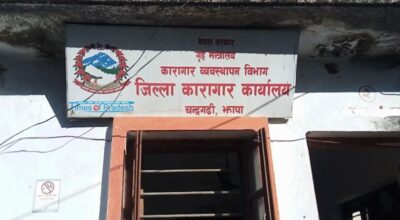 नेपाल सरकार
गृह मन्त्रालय
कारागार व्यवस्थापन विभाग
जिल्ला कारागार कार्यालय
चन्द्रगढी, झापा
Times Of Pradesh